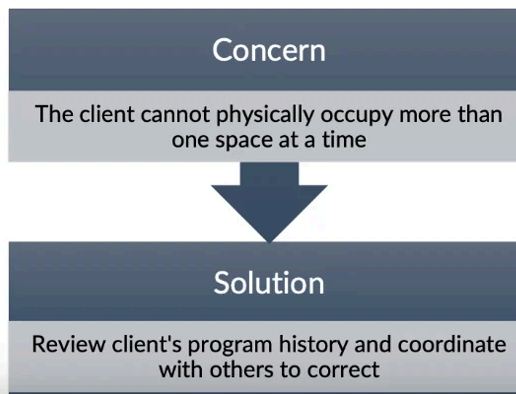 Concern
The client cannot physically occupy more than
one space at a time
Solution
Review client's program history and coordinate
with others to correct